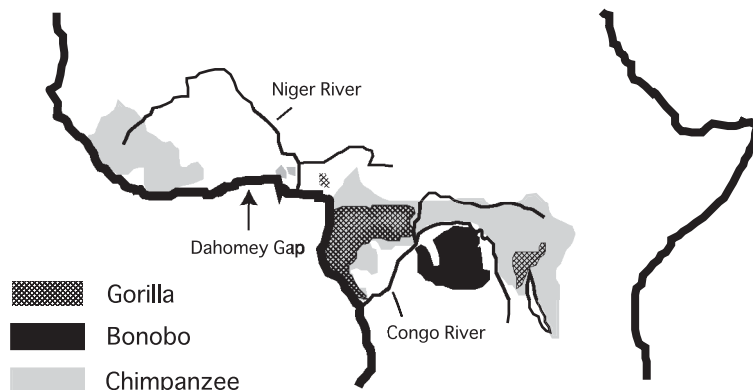 Niger River
Dahomey Gap
Congo River
Gorilla
Bonobo
Chimpanzee